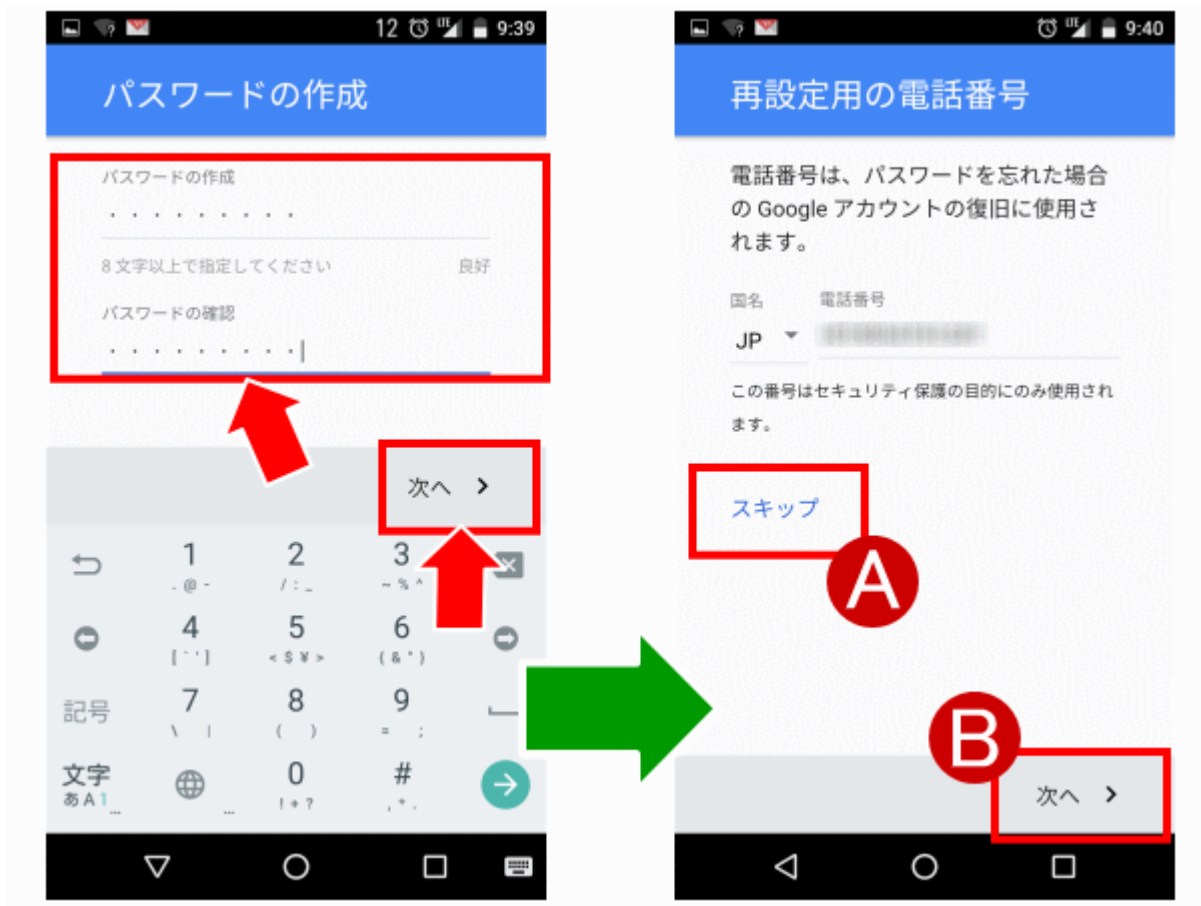 12 LTE 9:39
パスワードの作成
パスワードの作成
・・・・・・・・・
8 文字以上で指定してください 良好
パスワードの確認
・・・・・・・・・
次へ >
1 2 3
. @ - / : _ ~ % ^
4 5 6
[ ` ' ] < $ ¥ > ( & " )
記号 7 8 9
\ | ( ) = ;
文字 0 #
あ A 1 ... ... ! + ? , * .
LTE 9:40
再設定用の電話番号
電話番号は、パスワードを忘れた場合
の Google アカウントの復旧に使用さ
れます。
国名 電話番号
JP
この番号はセキュリティ保護の目的にのみ使用され
ます。
スキップ
A
B
次へ >